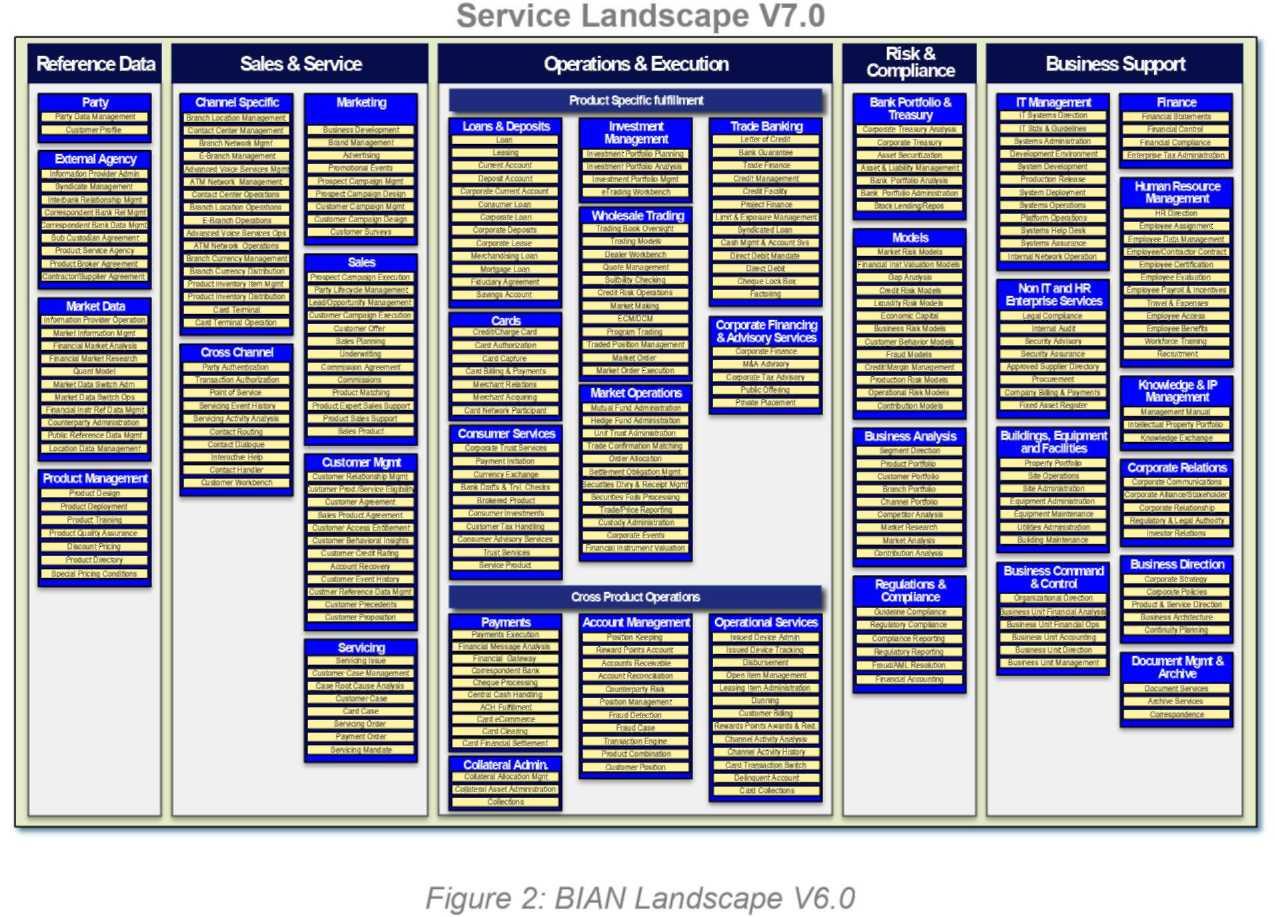 Service Landscape V7.0
Reference Data
Party
Party Data Management
Customer Profile
External Agency
Information Provider Admin
Syndicate Management
Interbank Relationship Mgmt
Correspondent Bank Rel Mgmt
Correspondent Bank Data Mgmt
Sub Custodian Agreement
Product Service Agency
Product Broker Agreement
Contractor/Supplier Agreement
Market Data
Information Provider Operation
Market Information Mgmt
Financial Market Analysis
Financial Market Research
Quant Model
Market Data Switch Adm
Market Data Switch Ops
Financial Instr Ref Data Mgmt
Counterparty Administration
Public Reference Data Mgmt
Location Data Management
Product Management
Product Design
Product Deployment
Product Training
Product Quality Assurance
Discount Pricing
Product Directory
Special Pricing Conditions
Sales & Service
Channel Specific
Branch Location Management
Contact Center Management
Branch Network Mgmt
E-Branch Management
Advanced Voice Services Mgmt
ATM Network Management
Contact Center Operations
Branch Location Operations
E-Branch Operations
Advanced Voice Services Ops
ATM Network Operations
Branch Currency Management
Branch Currency Distribution
Product Inventory Item Mgmt
Product Inventory Distribution
Card Terminal
Card Terminal Operation
Cross Channel
Party Authentication
Transaction Authorization
Point of Service
Servicing Event History
Servicing Activity Analysis
Contact Routing
Contact Dialogue
Interactive Help
Contact Handler
Customer Workbench
Marketing
Business Development
Brand Management
Advertising
Promotional Events
Prospect Campaign Mgmt
Prospect Campaign Design
Customer Campaign Mgmt
Customer Campaign Design
Customer Surveys
Sales
Prospect Campaign Execution
Party Lifecycle Management
Lead/Opportunity Management
Customer Campaign Execution
Customer Offer
Sales Planning
Underwriting
Commission Agreement
Commissions
Product Matching
Product Expert Sales Support
Product Sales Support
Sales Product
Customer Mgmt
Customer Relationship Mgmt
Customer Prod./Service Eligibility
Customer Agreement
Sales Product Agreement
Customer Access Entitlement
Customer Behavioral Insights
Customer Credit Rating
Account Recovery
Customer Event History
Custmer Reference Data Mgmt
Customer Precedents
Customer Proposition
Servicing
Servicing Issue
Customer Case Management
Case Root Cause Analysis
Customer Case
Card Case
Servicing Order
Payment Order
Servicing Mandate
Operations & Execution
Product Specific fulfillment
Loans & Deposits
Loan
Leasing
Current Account
Deposit Account
Corporate Current Account
Consumer Loan
Corporate Loan
Corporate Deposits
Corporate Lease
Merchandising Loan
Mortgage Loan
Fiduciary Agreement
Savings Account
Cards
Credit/Charge Card
Card Authorization
Card Capture
Card Billing & Payments
Merchant Relations
Merchant Acquiring
Card Network Participant
Consumer Services
Corporate Trust Services
Payment Initiation
Currency Exchange
Bank Drafts & Trvl. Checks
Brokered Product
Consumer Investments
Customer Tax Handling
Consumer Advisory Services
Trust Services
Service Product
Investment
Management
Investment Portfolio Planning
Investment Portfolio Analysis
Investment Portfolio Mgmt
eTrading Workbench
Wholesale Trading
Trading Book Oversight
Trading Models
Dealer Workbench
Quote Management
Suitbility Checking
Credit Risk Operations
Market Making
ECM/DCM
Program Trading
Traded Position Management
Market Order
Market Order Execution
Market Operations
Mutual Fund Administration
Hedge Fund Administration
Unit Trust Administration
Trade Confirmation Matching
Order Allocation
Settlement Obligation Mgmt
Securities Dlvry & Receipt Mgmt
Securities Fails Processing
Trade/Price Reporting
Custody Administration
Corporate Events
Financial Instrument Valuation
Trade Banking
Letter of Credit
Bank Guarantee
Trade Finance
Credit Management
Credit Facility
Project Finance
Limit & Exposure Management
Syndicated Loan
Cash Mgmt & Account Svs
Direct Debit Mandate
Direct Debit
Cheque Lock Box
Factoring
Corporate Financing
& Advisory Services
Corporate Finance
M&A Advisory
Corporate Tax Advisory
Public Offering
Private Placement
Cross Product Operations
Payments
Payments Execution
Financial Message Analysis
Financial Gateway
Correspondent Bank
Cheque Processing
Central Cash Handling
ACH Fulfillment
Card eCommerce
Card Clearing
Card Financial Settlement
Collateral Admin.
Collateral Allocation Mgmt
Collateral Asset Administration
Collections
Account Management
Position Keeping
Reward Points Account
Accounts Receivable
Account Reconciliation
Counterparty Risk
Position Management
Fraud Detection
Fraud Case
Transaction Engine
Product Combination
Customer Position
Operational Services
Issued Device Admin
Issued Device Tracking
Disbursement
Open Item Management
Leasing Item Administration
Dunning
Customer Billing
Rewards Points Awards & Red.
Channel Activity Analysis
Channel Activity History
Card Transaction Switch
Delinquent Account
Card Collections
Risk &
Compliance
Bank Portfolio &
Treasury
Corporate Treasury Analysis
Corporate Treasury
Asset Securitization
Asset & Liability Management
Bank Portfolio Analysis
Bank Portfolio Administration
Stock Lending/Repos
Models
Market Risk Models
Financial Inst Valuation Models
Gap Analysis
Credit Risk Models
Liquidity Risk Models
Economic Capital
Business Risk Models
Customer Behavior Models
Fraud Models
Credit/Margin Management
Production Risk Models
Operational Risk Models
Contribution Models
Business Analysis
Segment Direction
Product Portfolio
Customer Portfolio
Branch Portfolio
Channel Portfolio
Competitor Analysis
Market Research
Market Analysis
Contribution Analysis
Regulations &
Compliance
Guideline Compliance
Regulatory Compliance
Compliance Reporting
Regulatory Reporting
Fraud/AML Resolution
Financial Accounting
Business Support
IT Management
IT Systems Direction
IT Stds & Guidelines
Systems Administration
Development Environment
System Development
Production Release
System Deployment
Systems Operations
Platform Operations
Systems Help Desk
Systems Assurance
Internal Network Operation
Non IT and HR
Enterprise Services
Legal Compliance
Internal Audit
Security Advisory
Security Assurance
Approved Supplier Directory
Procurement
Company Billing & Payments
Fixed Asset Register
Buildings, Equipment
and Facilities
Property Portfolio
Site Operations
Site Administration
Equipment Administration
Equipment Maintenance
Utilities Administration
Building Maintenance
Business Command
& Control
Organizational Direction
Business Unit Financial Analysis
Business Unit Financial Ops
Business Unit Accounting
Business Unit Direction
Business Unit Management
Finance
Financial Statements
Financial Control
Financial Compliance
Enterprise Tax Administration
Human Resource
Management
HR Direction
Employee Assignment
Employee Data Management
Employee/Contractor Contract
Employee Certification
Employee Evaluation
Employee Payroll & Incentives
Travel & Expenses
Employee Access
Employee Benefits
Workforce Training
Recruitment
Knowledge & IP
Management
Management Manual
Intellectual Property Portfolio
Knowledge Exchange
Corporate Relations
Corporate Communications
Corporate Alliance/Stakeholder
Corporate Relationship
Regulatory & Legal Authority
Investor Relations
Business Direction
Corporate Strategy
Corporate Policies
Product & Service Direction
Business Architecture
Continuity Planning
Document Mgmt &
Archive
Document Services
Archive Services
Correspondence
Figure 2: BIAN Landscape V6.0